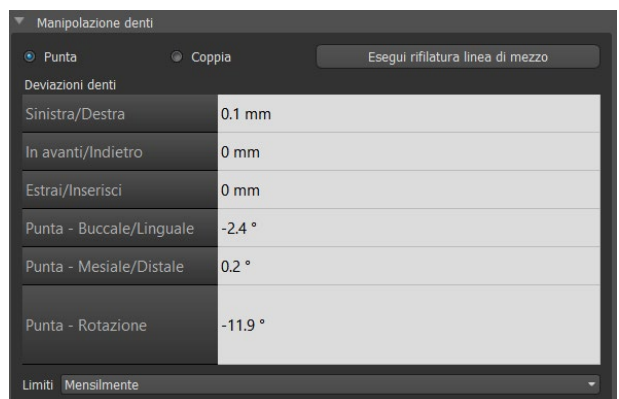 Manipolazione denti
Punta Coppia Esegui rifilatura linea di mezzo
Deviazioni denti
Sinistra/Destra 0.1 mm
In avanti/Indietro 0 mm
Estrai/Inserisci 0 mm
Punta - Buccale/Linguale -2.4 °
Punta - Mesiale/Distale 0.2 °
Punta - Rotazione -11.9 °
Limiti Mensilmente